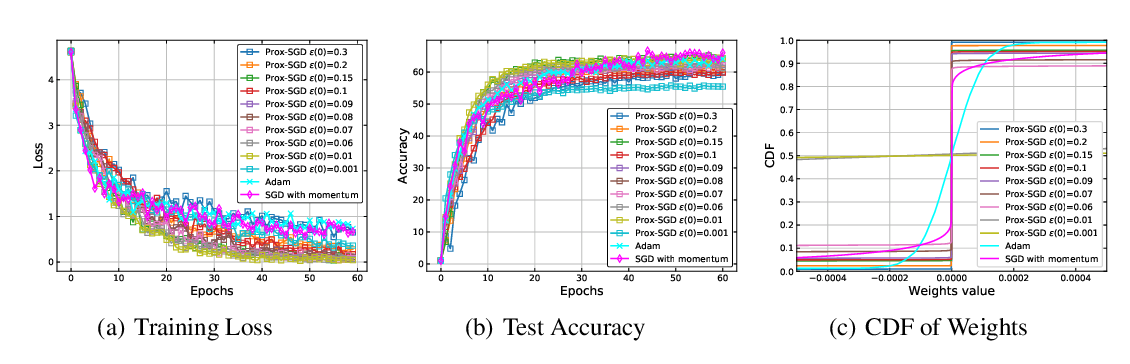 Loss
4
3
2
1
0
0
10
20
30
40
50
60
Epochs
Prox-SGD ε(0)=0.3
Prox-SGD ε(0)=0.2
Prox-SGD ε(0)=0.15
Prox-SGD ε(0)=0.1
Prox-SGD ε(0)=0.09
Prox-SGD ε(0)=0.08
Prox-SGD ε(0)=0.07
Prox-SGD ε(0)=0.06
Prox-SGD ε(0)=0.01
Prox-SGD ε(0)=0.001
Adam
SGD with momentum
(a) Training Loss
Accuracy
60
50
40
30
20
10
0
0
10
20
30
40
50
60
Epochs
Prox-SGD ε(0)=0.3
Prox-SGD ε(0)=0.2
Prox-SGD ε(0)=0.15
Prox-SGD ε(0)=0.1
Prox-SGD ε(0)=0.09
Prox-SGD ε(0)=0.08
Prox-SGD ε(0)=0.07
Prox-SGD ε(0)=0.06
Prox-SGD ε(0)=0.01
Prox-SGD ε(0)=0.001
Adam
SGD with momentum
(b) Test Accuracy
CDF
1.0
0.9
0.8
0.7
0.6
0.5
0.4
0.3
0.2
0.1
0.0
−0.0004
−0.0002
0.0000
0.0002
0.0004
Weights value
Prox-SGD ε(0)=0.3
Prox-SGD ε(0)=0.2
Prox-SGD ε(0)=0.15
Prox-SGD ε(0)=0.1
Prox-SGD ε(0)=0.09
Prox-SGD ε(0)=0.07
Prox-SGD ε(0)=0.06
Prox-SGD ε(0)=0.01
Prox-SGD ε(0)=0.001
Adam
SGD with momentum
(c) CDF of Weights